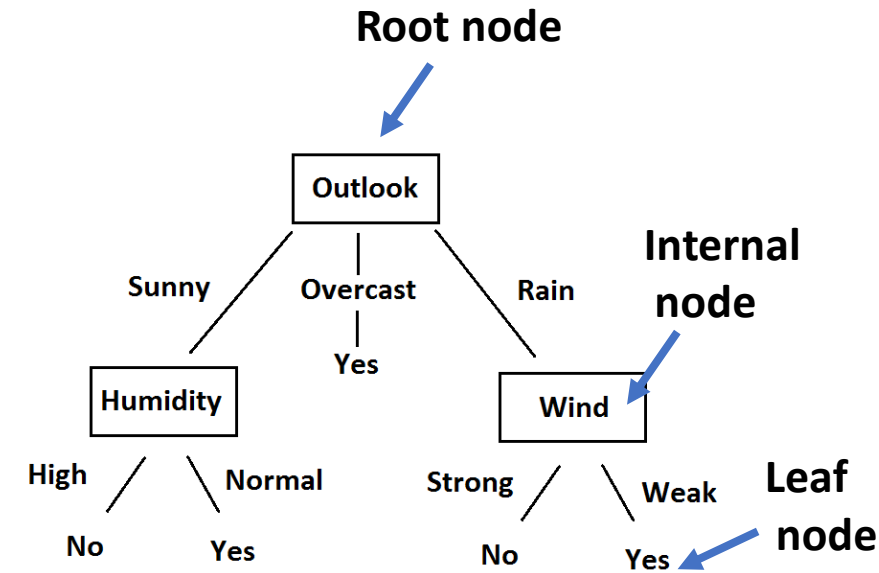 Root node
Outlook
Internal
node
Sunny
Overcast
Rain
Yes
Humidity
Wind
High
Normal
Strong
Weak
Leaf
node
No
Yes
No
Yes